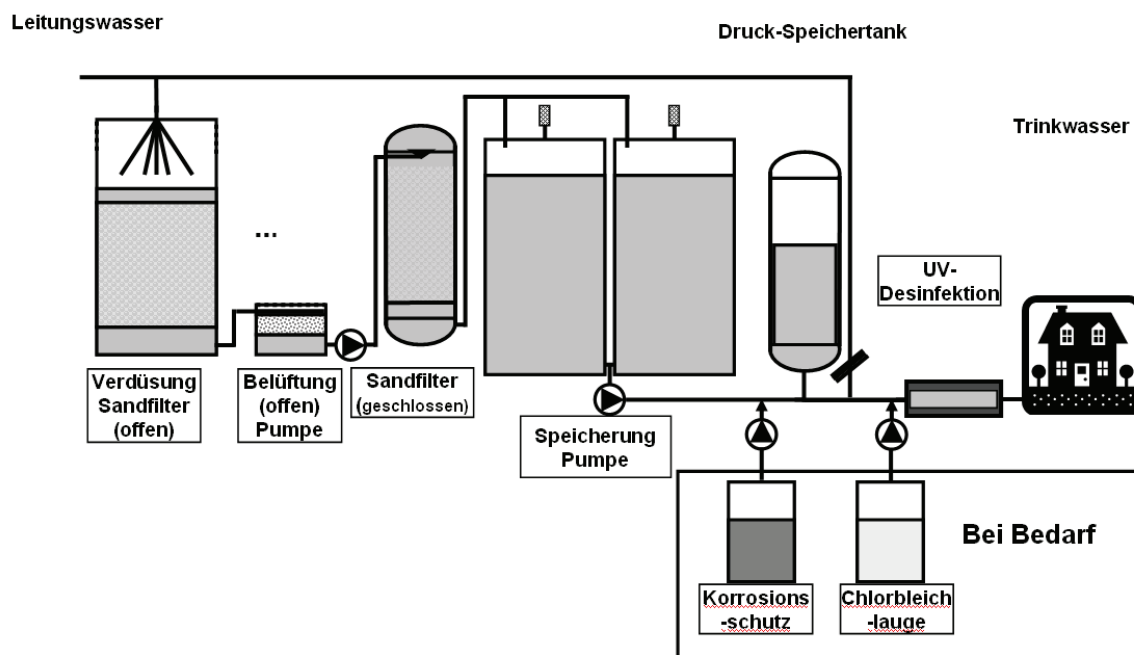 Leitungswasser
Druck-Speichertank
Trinkwasser
...
UV-
Desinfektion
Verdüsung
Sandfilter
(offen)
Belüftung
(offen)
Pumpe
Sandfilter
(geschlossen)
Speicherung
Pumpe
Bei Bedarf
Korrosions
-schutz
Chlorbleich
-lauge